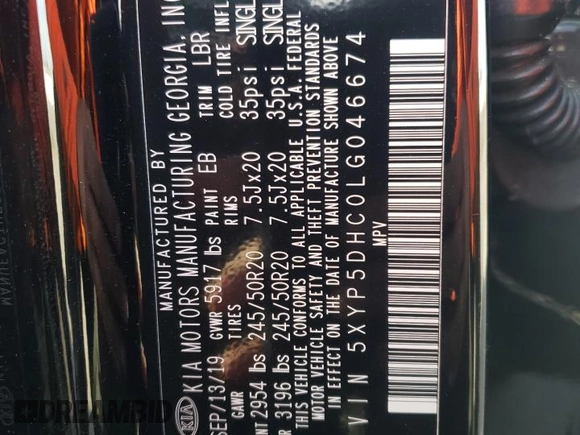 MANUFACTURED BY
KIA KIA MOTORS MANUFACTURING GEORGIA, INC
SEP/13/19 GVWR 5917 lbs PAINT EB TRIM LBR
GAWR TIRES RIMS COLD TIRE INFL
NT 2954 lbs 245/50R20 7.5Jx20 35psi SINGL
3196 lbs 245/50R20 7.5Jx20 35psi SINGL
THIS VEHICLE CONFORMS TO ALL APPLICABLE U.S.A. FEDERAL
MOTOR VEHICLE SAFETY AND THEFT PREVENTION STANDARDS
IN EFFECT ON THE DATE OF MANUFACTURE SHOWN ABOVE
VIN 5XYP5DHC0LG046674
MPV
DREAMBID